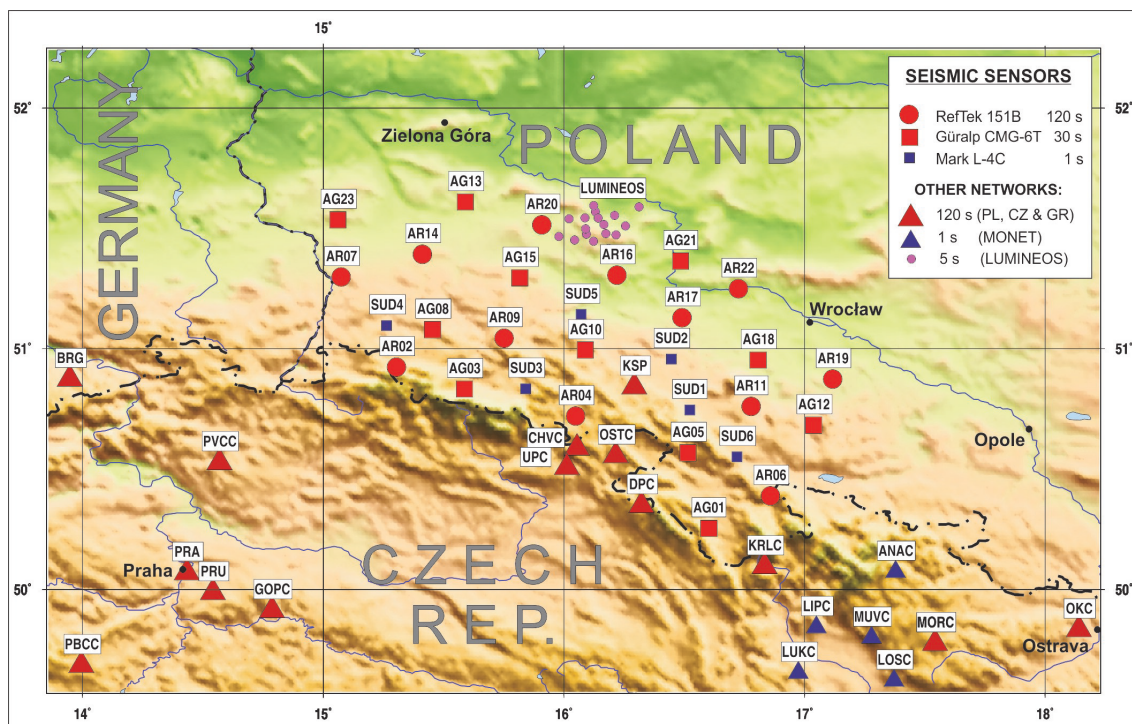 15°
52°
52°
GERMANY
POLAND
Zielona Góra
SEISMIC SENSORS
RefTek 151B 120 s
Güralp CMG-6T 30 s
Mark L-4C 1 s
OTHER NETWORKS:
120 s (PL, CZ & GR)
1 s (MONET)
5 s (LUMINEOS)
LUMINEOS
AG13
AG23
AR20
AR14
AR07
AG15
AR16
AG21
AR22
SUD4
AG08
AR09
SUD5
AR17
Wrocław
AG10
SUD2
AG18
51°
51°
BRG
AR02
AG03
SUD3
KSP
AR19
AR04
SUD1
AR11
AG12
PVCC
CHVC
UPC
OSTC
AG05
SUD6
Opole
DPC
AR06
AG01
KRLC
ANAC
PRA
Praha
PRU
GOPC
CZECH
REP.
50°
50°
LIPC
MUVC
MORC
OKC
Ostrava
PBCC
LUKC
LOSC
14°
15°
16°
17°
18°